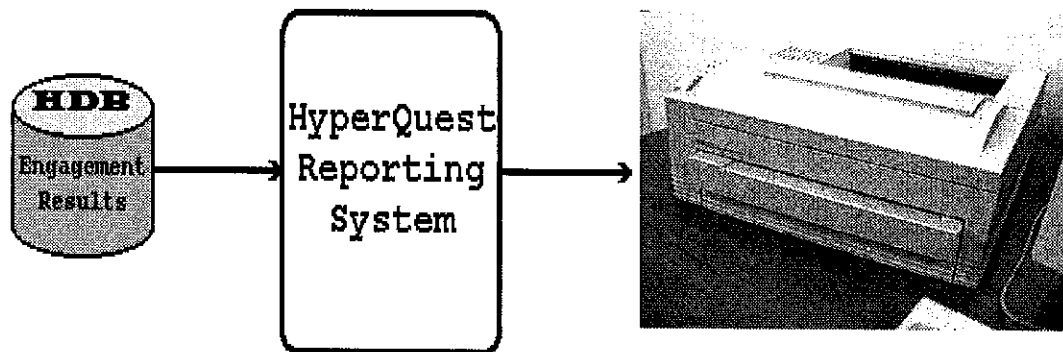 HDB
Engagement
Results
HyperQuest
Reporting
System